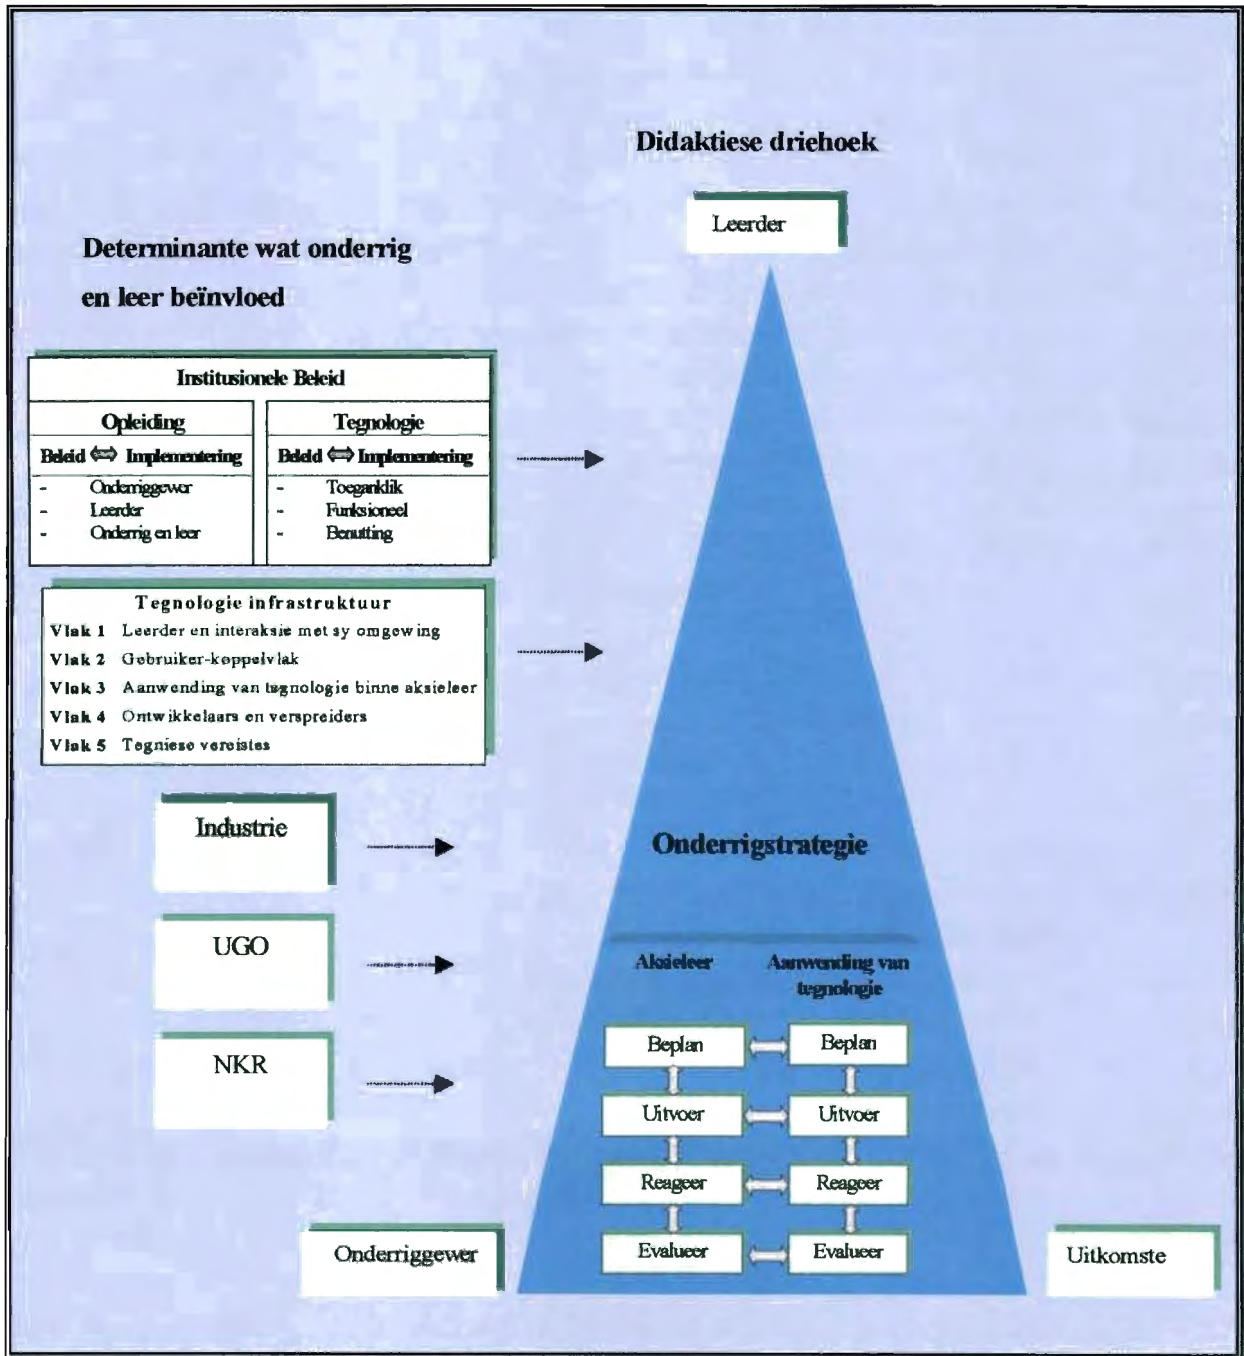 Didaktiese driehoek
Leerder
Determinante wat onderrig
en leer beïnvloed
Institusionele Beleid
Opleiding
Beleid ⇔ Implementering
- Onderriggewer
- Leerder
- Onderrig en leer
Tegnologie
Beleid ⇔ Implementering
- Toeganklik
- Funksioneel
- Benutting
Tegnologie infrastruktuur
Vlak 1 Leerder en interaksie met sy omgewing
Vlak 2 Gebruiker-koppelvlak
Vlak 3 Aanwending van tegnologie binne aksieleer
Vlak 4 Ontwikkelaars en verspreiders
Vlak 5 Tegniese vereistes
Industrie
UGO
NKR
Onderrigstrategie
Aksieleer
Aanwending van
tegnologie
Beplan
Beplan
Uitvoer
Uitvoer
Reageer
Reageer
Evalueer
Evalueer
Onderriggewer
Uitkomste